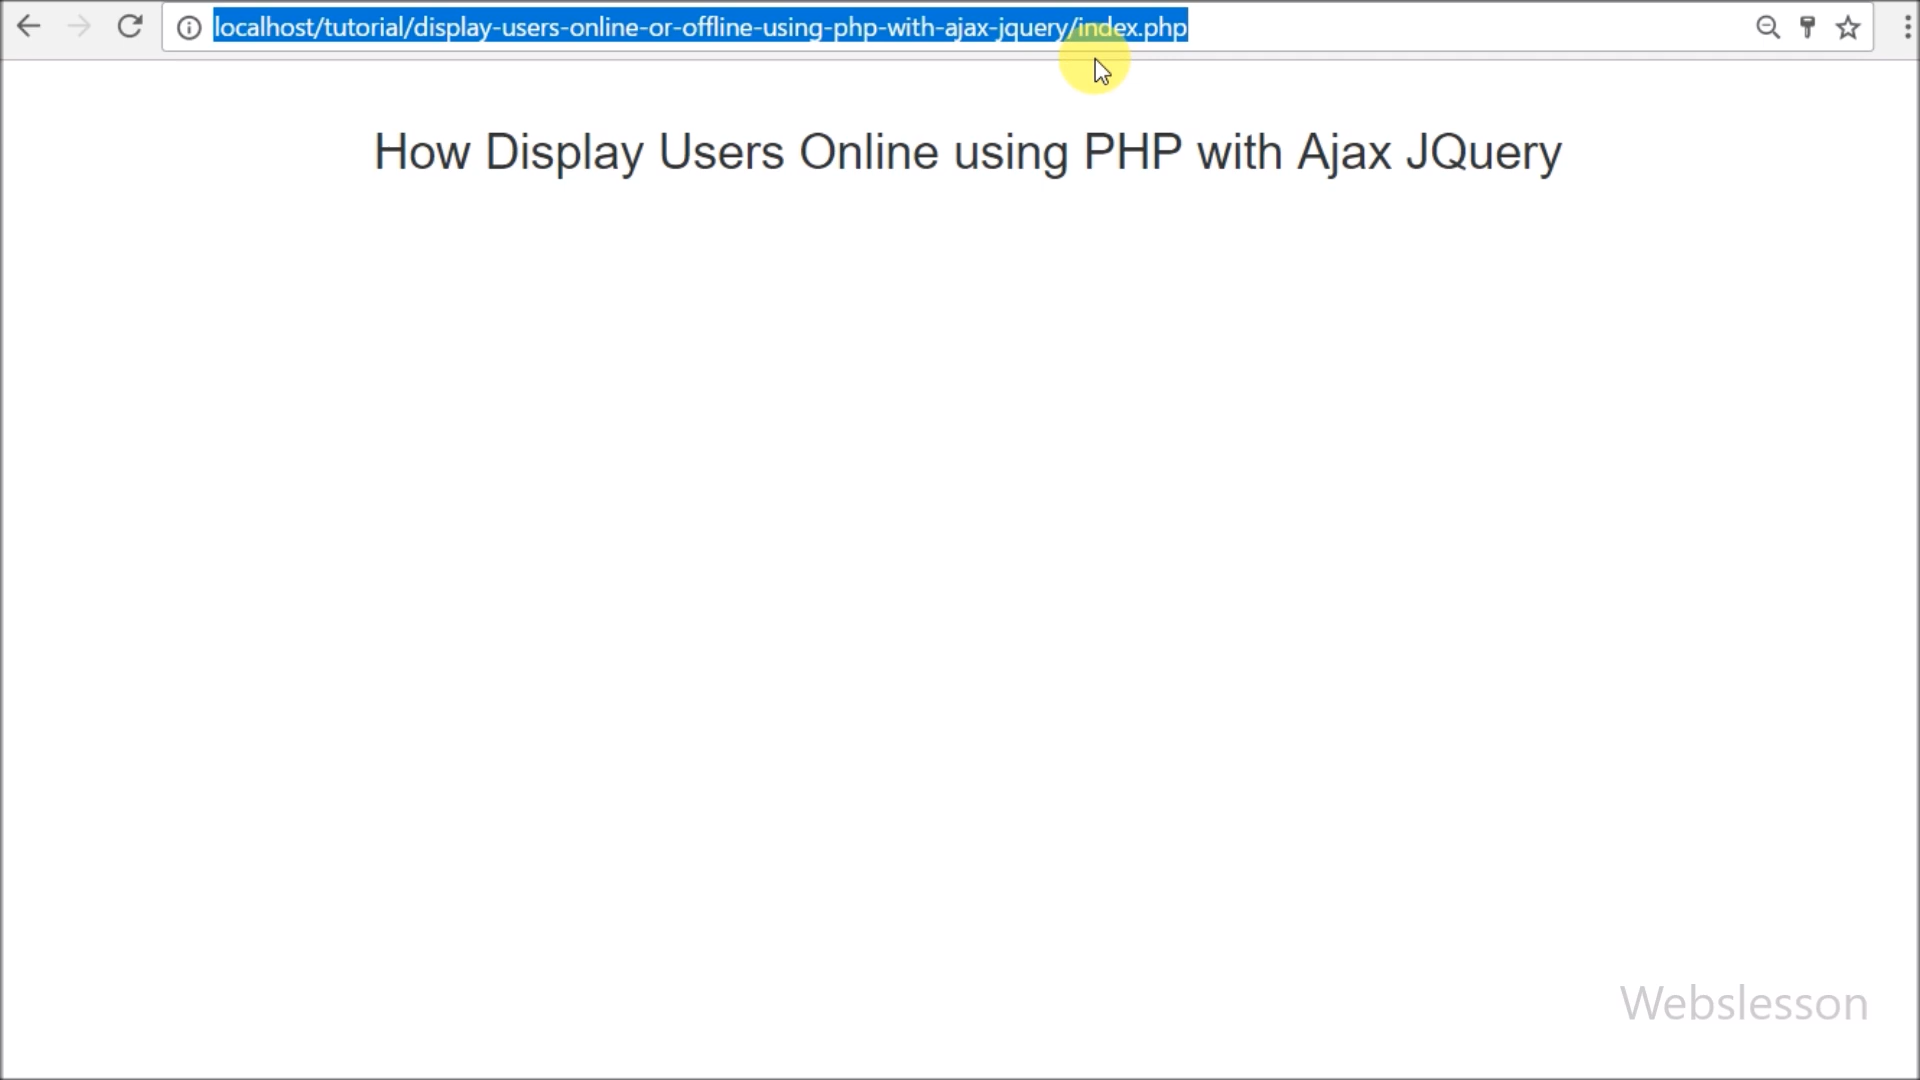 localhost/tutorial/display-users-online-or-offline-using-php-with-ajax-jquery/index.php
How Display Users Online using PHP with Ajax JQuery
Webslesson